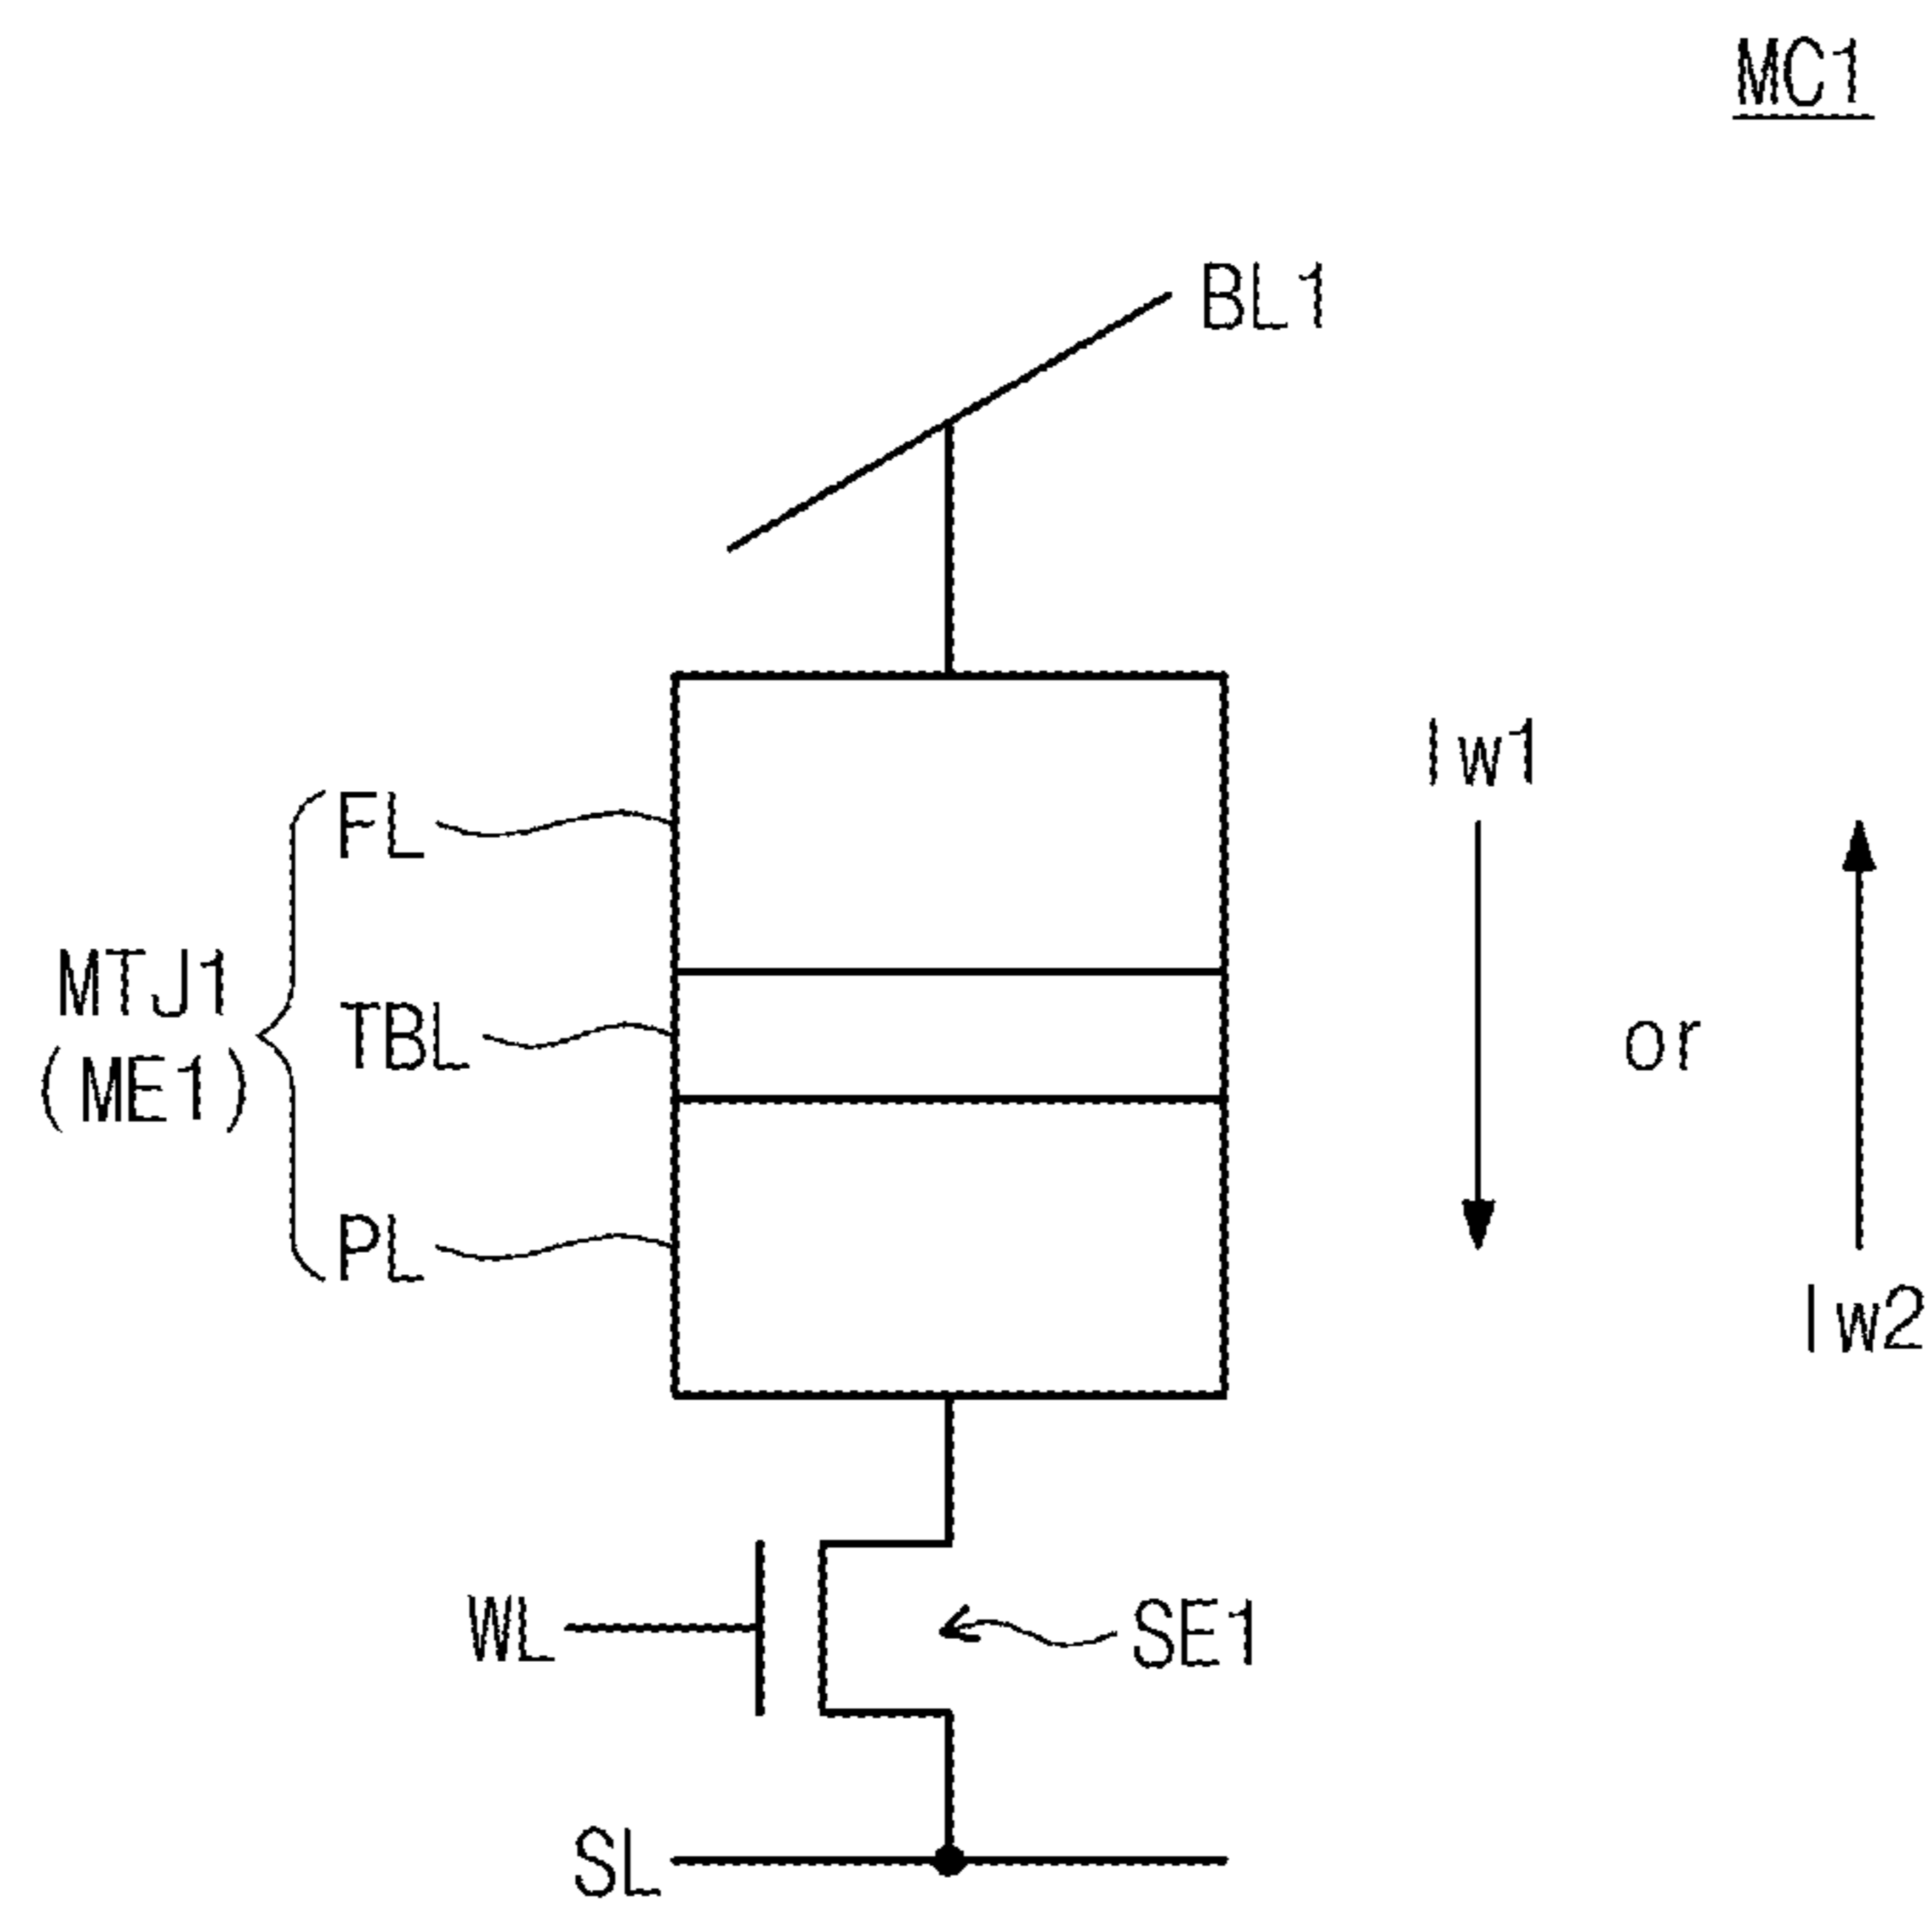 MC1
BL1
Iw1
FL
MTJ1
(ME1)
TBL
or
PL
Iw2
WL
SE1
SL